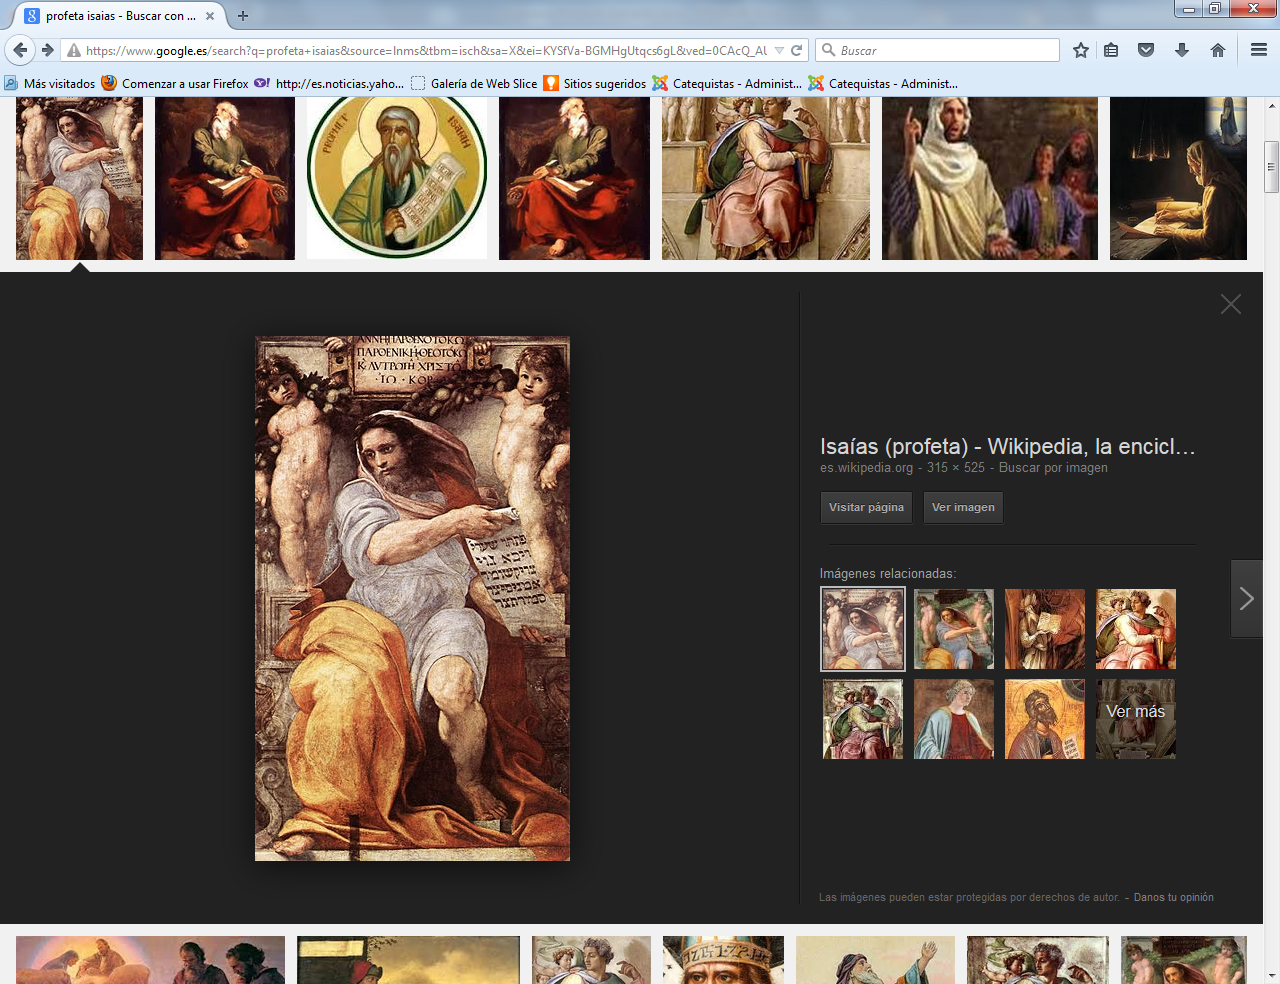 profeta isaias - Buscar con ...
https://www.google.es/search?q=profeta+isaias&source=lnms&tbm=isch&sa=X&ei=KYSfVa-BGMHgUtqcs6gL&ved=0CAcQ_AU
Buscar
Más visitados
Comenzar a usar Firefox
http://es.noticias.yaho...
Galería de Web Slice
Sitios sugeridos
Catequistas - Administ...
Catequistas - Administ...
ΠΑΡΘΕΝΙΚΗ ΘΕΟΤΟΚΩ
Isaías (profeta) - Wikipedia, la encicl...
es.wikipedia.org - 315 × 525 - Buscar por imagen
Visitar página
Ver imagen
Imágenes relacionadas:
Ver más
Las imágenes pueden estar protegidas por derechos de autor. - Danos tu opinión